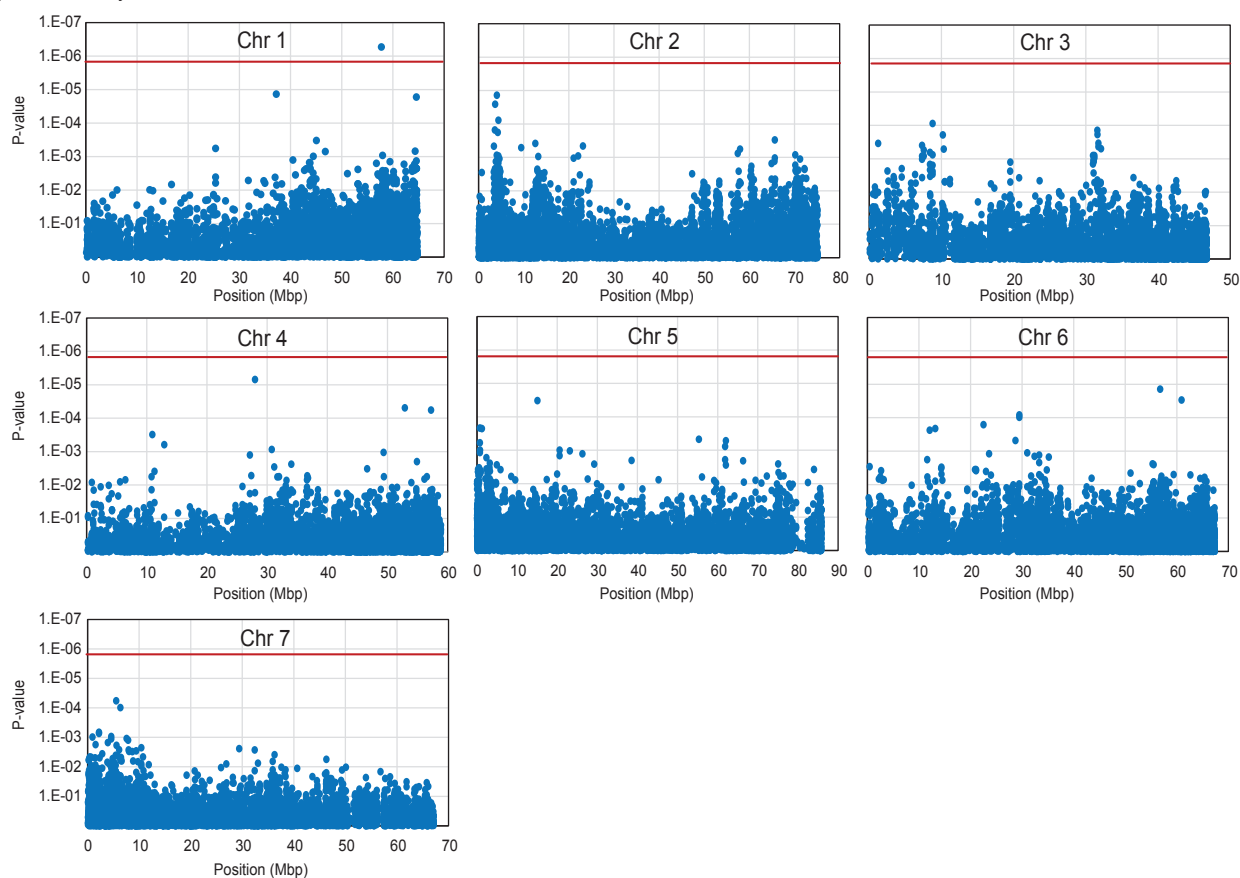 Chr 1
1.E-07
1.E-06
1.E-05
1.E-04
1.E-03
1.E-02
1.E-01
P-value
0 10 20 30 40 50 60 70
Position (Mbp)
Chr 2
0 10 20 30 40 50 60 70 80
Position (Mbp)
Chr 3
0 10 20 30 40 50
Position (Mbp)
Chr 4
1.E-07
1.E-06
1.E-05
1.E-04
1.E-03
1.E-02
1.E-01
P-value
0 10 20 30 40 50 60
Position (Mbp)
Chr 5
0 10 20 30 40 50 60 70 80 90
Position (Mbp)
Chr 6
0 10 20 30 40 50 60 70
Position (Mbp)
Chr 7
1.E-07
1.E-06
1.E-05
1.E-04
1.E-03
1.E-02
1.E-01
P-value
0 10 20 30 40 50 60 70
Position (Mbp)